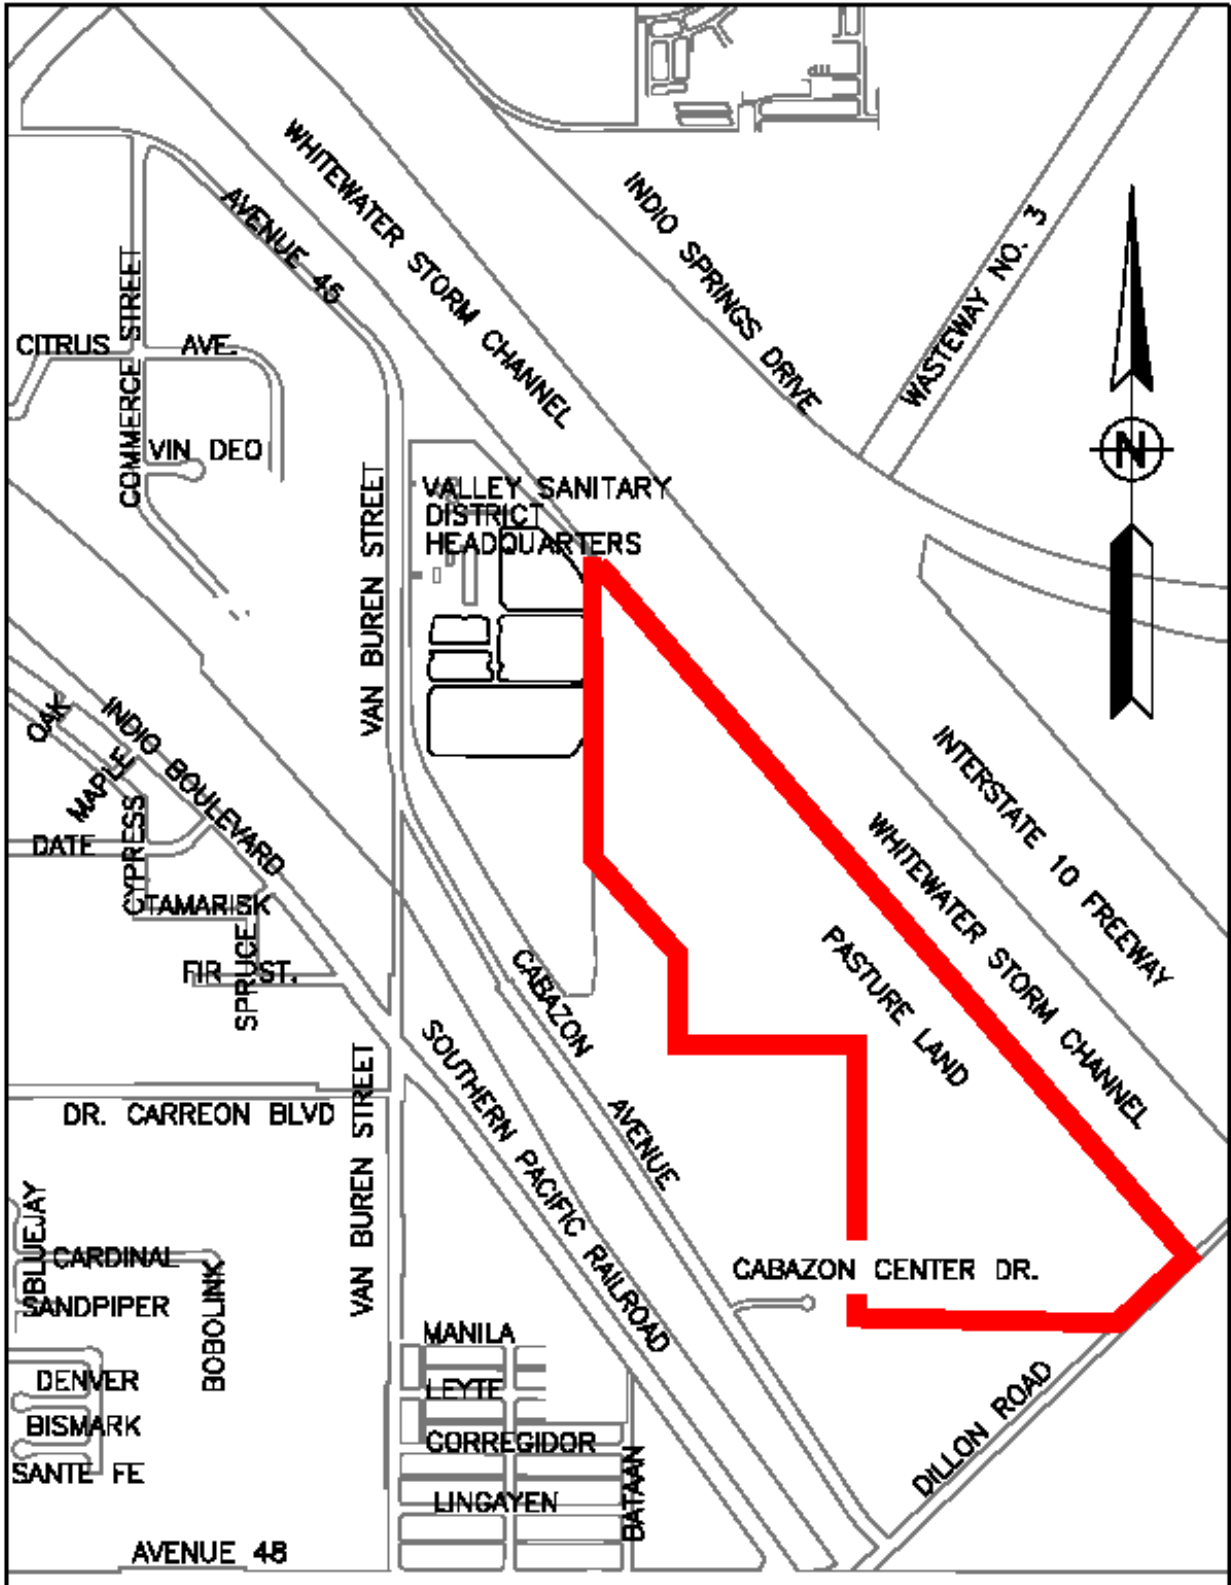 WHITEWATER STORM CHANNEL
INDIO SPRINGS DRIVE
WASTEWAY NO. 3
AVENUE 45
COMMERCE STREET
CITRUS AVE.
VIN DEO
N
VALLEY SANITARY
DISTRICT
HEADQUARTERS
VAN BUREN STREET
OAK
INDIO BOULEVARD
MAPLE
DATE
CYPRESS
TAMARISK
SPRUCE
FIR ST.
INTERSTATE 10 FREEWAY
WHITEWATER STORM CHANNEL
PASTURE LAND
CABAZON AVENUE
SOUTHERN PACIFIC RAILROAD
DR. CARREON BLVD
VAN BUREN STREET
BLUEJAY
CARDINAL
SANDPIPER
BOBOLINK
CABAZON CENTER DR.
MANILA
DENVER
LEYTE
BISMARK
CORREGIDOR
SANTE FE
LINGAYEN
BATAAN
DILLON ROAD
AVENUE 48